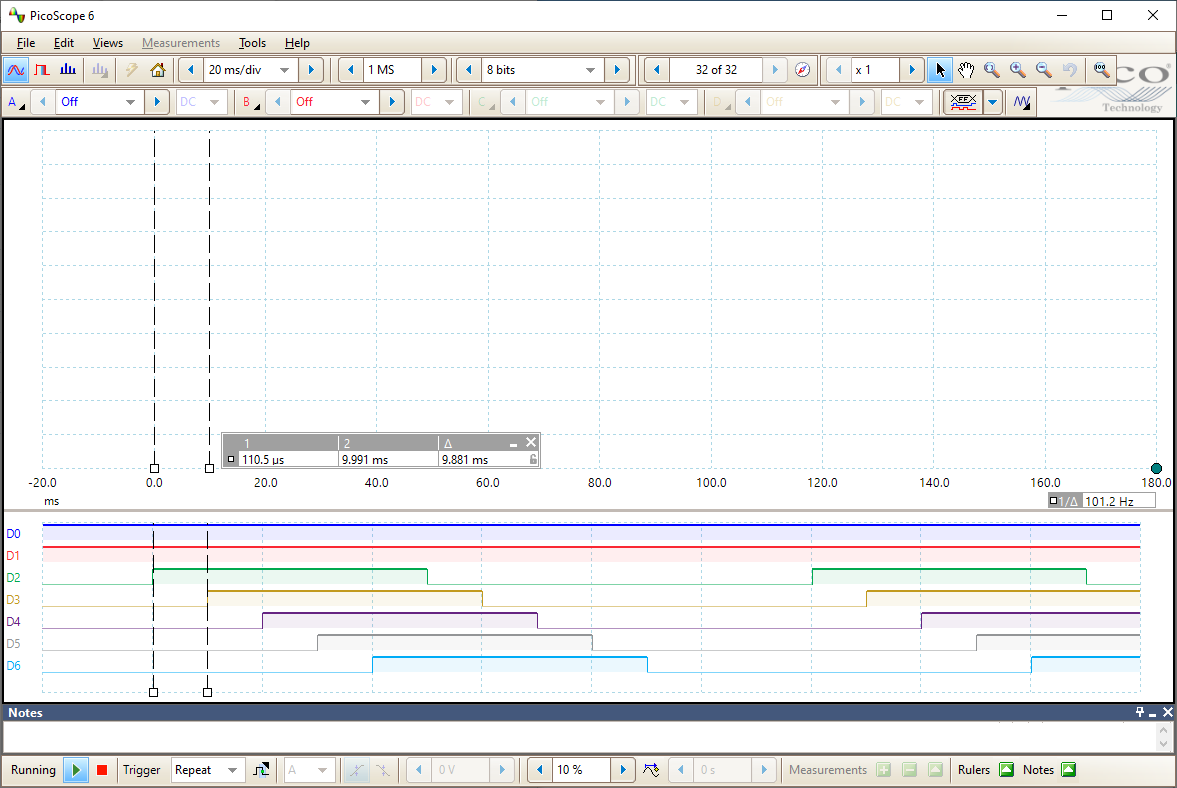 PicoScope 6
File Edit Views Measurements Tools Help
20 ms/div 1 MS 8 bits 32 of 32 x 1
A Off DC B Off DC C Off DC D Off DC
Technology
1 2 Δ
110.5 µs 9.991 ms 9.881 ms
-20.0 0.0 20.0 40.0 60.0 80.0 100.0 120.0 140.0 160.0 180.0
ms
1/Δ 101.2 Hz
D0
D1
D2
D3
D4
D5
D6
Notes
Running Trigger Repeat A 0 V 10 % 0 s Measurements Rulers Notes